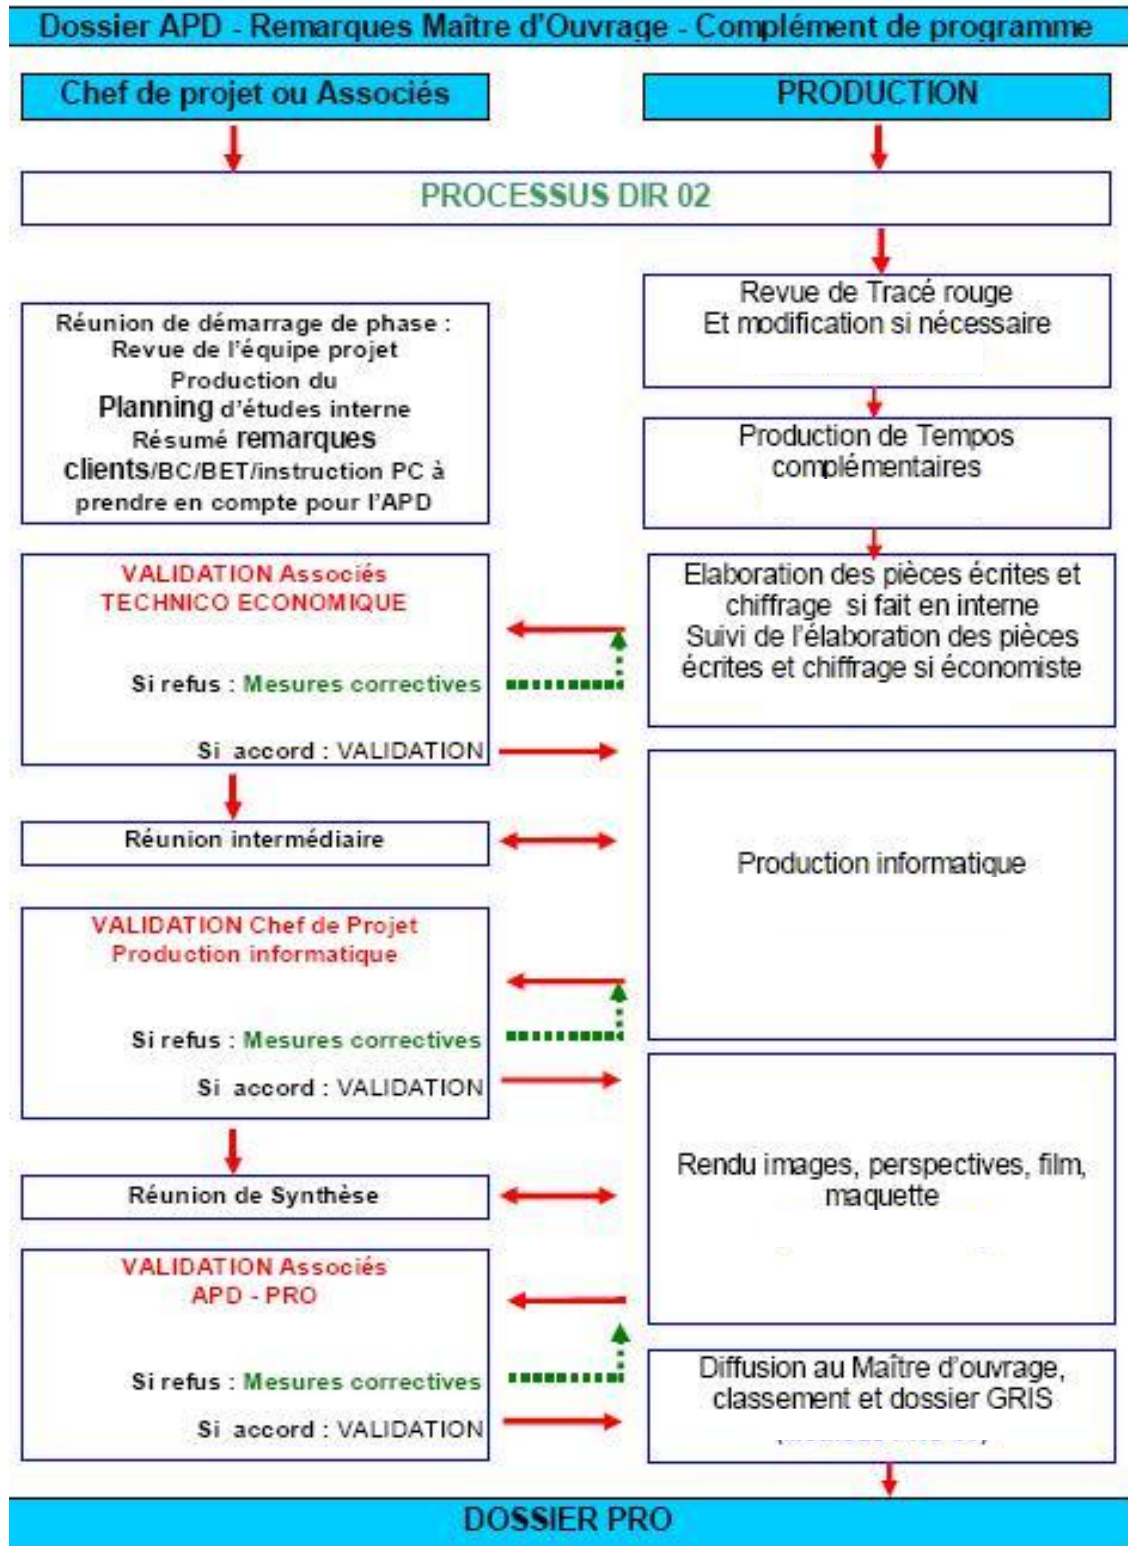 Dossier APD - Remarques Maître d'Ouvrage - Complément de programme
Chef de projet ou Associés
PRODUCTION
PROCESSUS DIR 02
Réunion de démarrage de phase :
Revue de l'équipe projet
Production du
Planning d'études interne
Résumé remarques
clients/BC/BET/instruction PC à
prendre en compte pour l'APD
Revue de Tracé rouge
Et modification si nécessaire
Production de Tempos
complémentaires
VALIDATION Associés
TECHNICO ECONOMIQUE
Si refus : Mesures correctives
Si accord : VALIDATION
Elaboration des pièces écrites et
chiffrage si fait en interne
Suivi de l'élaboration des pièces
écrites et chiffrage si économiste
Réunion intermédiaire
Production informatique
VALIDATION Chef de Projet
Production informatique
Si refus : Mesures correctives
Si accord : VALIDATION
Réunion de Synthèse
Rendu images, perspectives, film,
maquette
VALIDATION Associés
APD - PRO
Si refus : Mesures correctives
Si accord : VALIDATION
Diffusion au Maître d'ouvrage,
classement et dossier GRIS
DOSSIER PRO